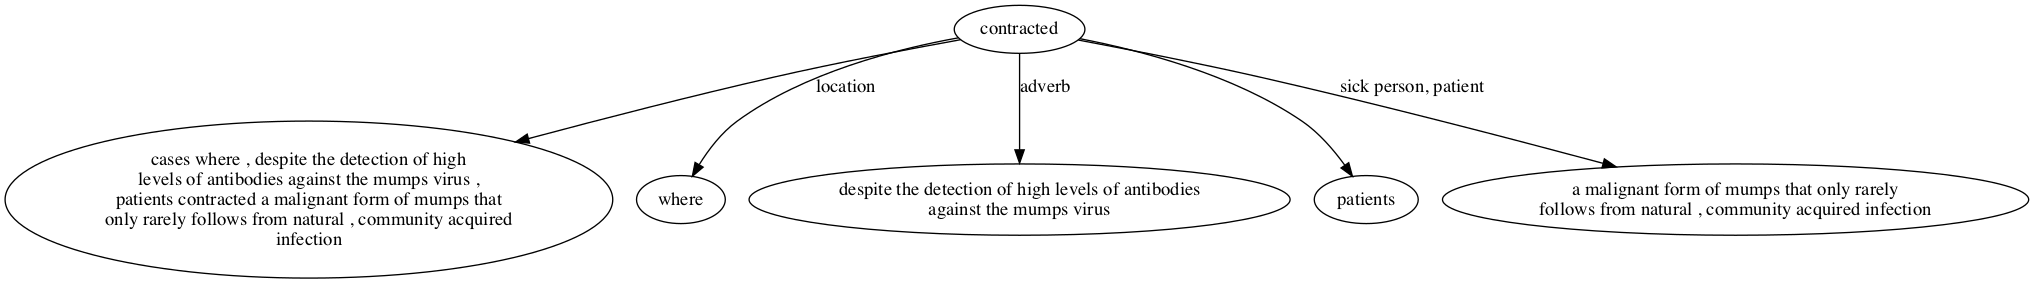 contracted
location
adverb
sick person, patient
cases where , despite the detection of high
levels of antibodies against the mumps virus ,
patients contracted a malignant form of mumps that
only rarely follows from natural , community acquired
infection
where
despite the detection of high levels of antibodies
against the mumps virus
patients
a malignant form of mumps that only rarely
follows from natural , community acquired infection